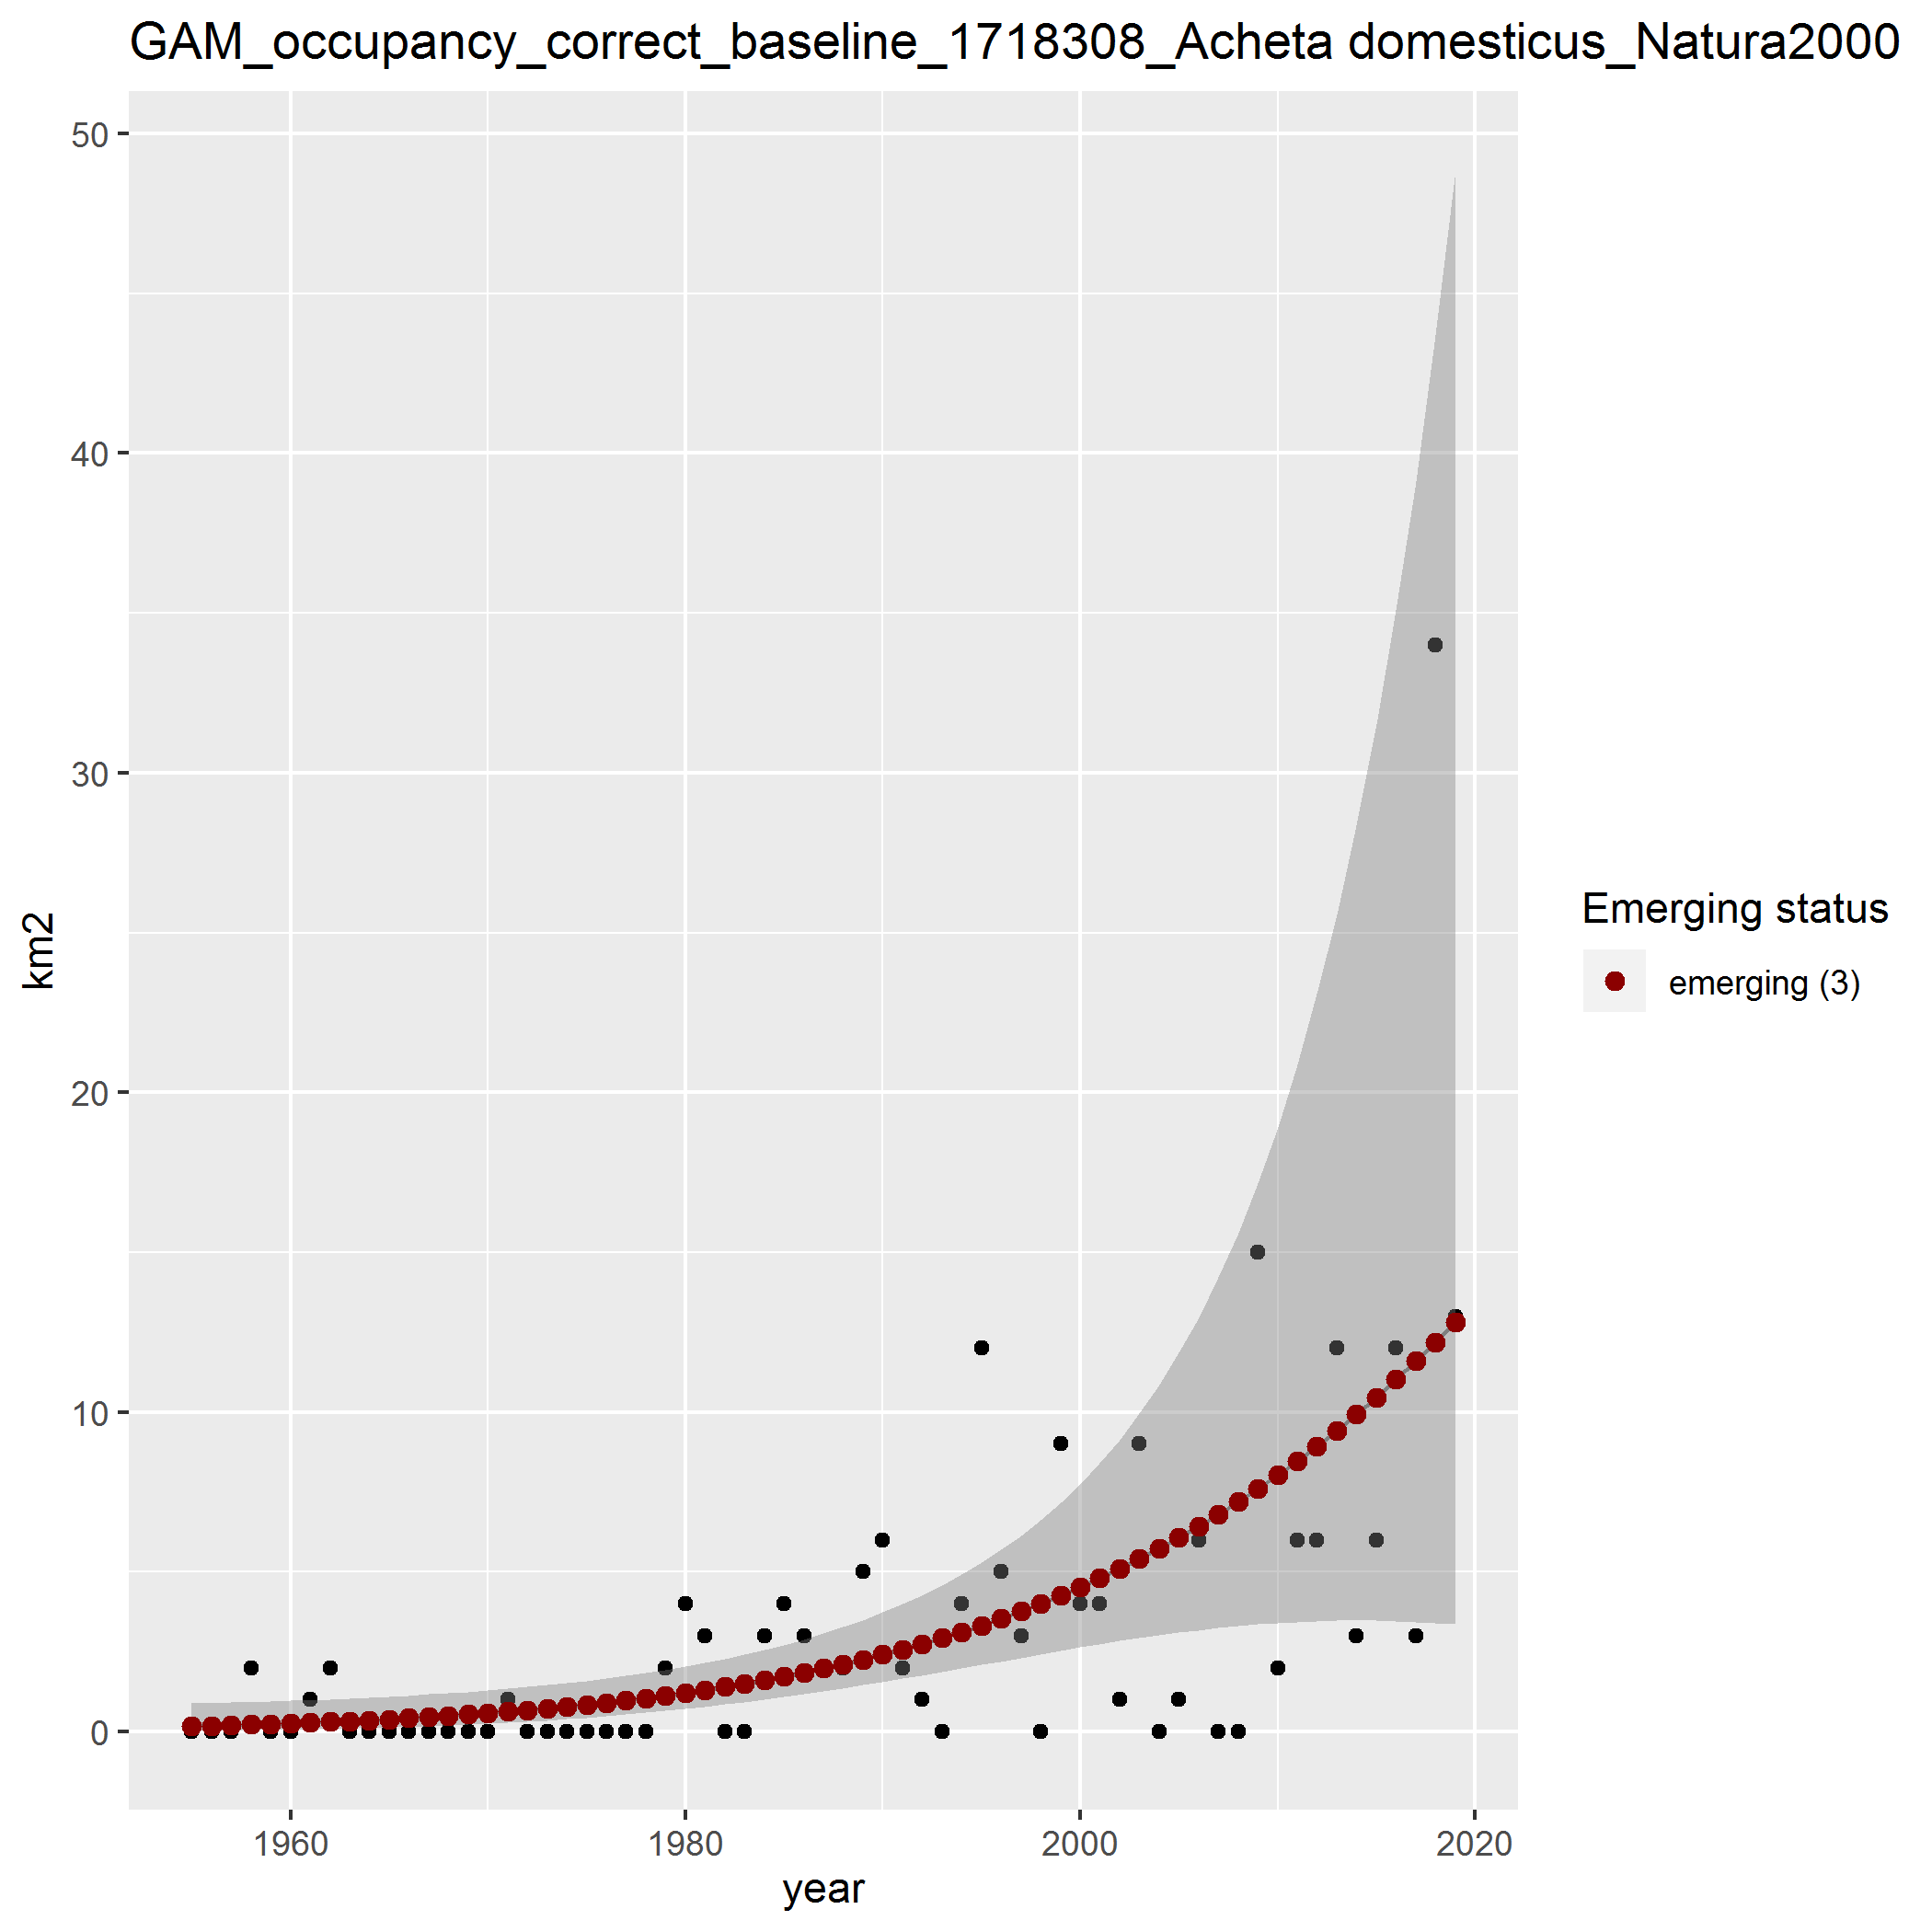 GAM_occupancy_correct_baseline_1718308_Acheta domesticus_Natura2000
50
40
30
20
10
0
km2
1960
1980
2000
2020
year
Emerging status
emerging (3)